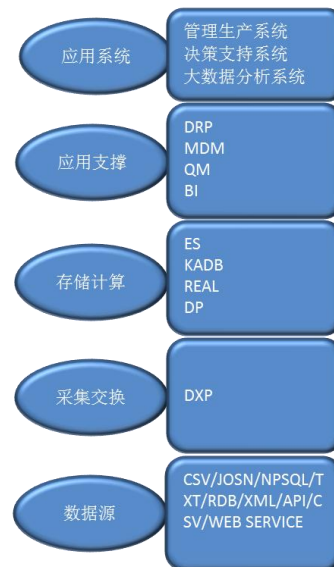 应用系统
管理生产系统
决策支持系统
大数据分析系统
应用支撑
DRP
MDM
QM
BI
存储计算
ES
KADB
REAL
DP
采集交换
DXP
数据源
CSV/JOSN/NPSQL/T
XT/RDB/XML/API/C
SV/WEB SERVICE